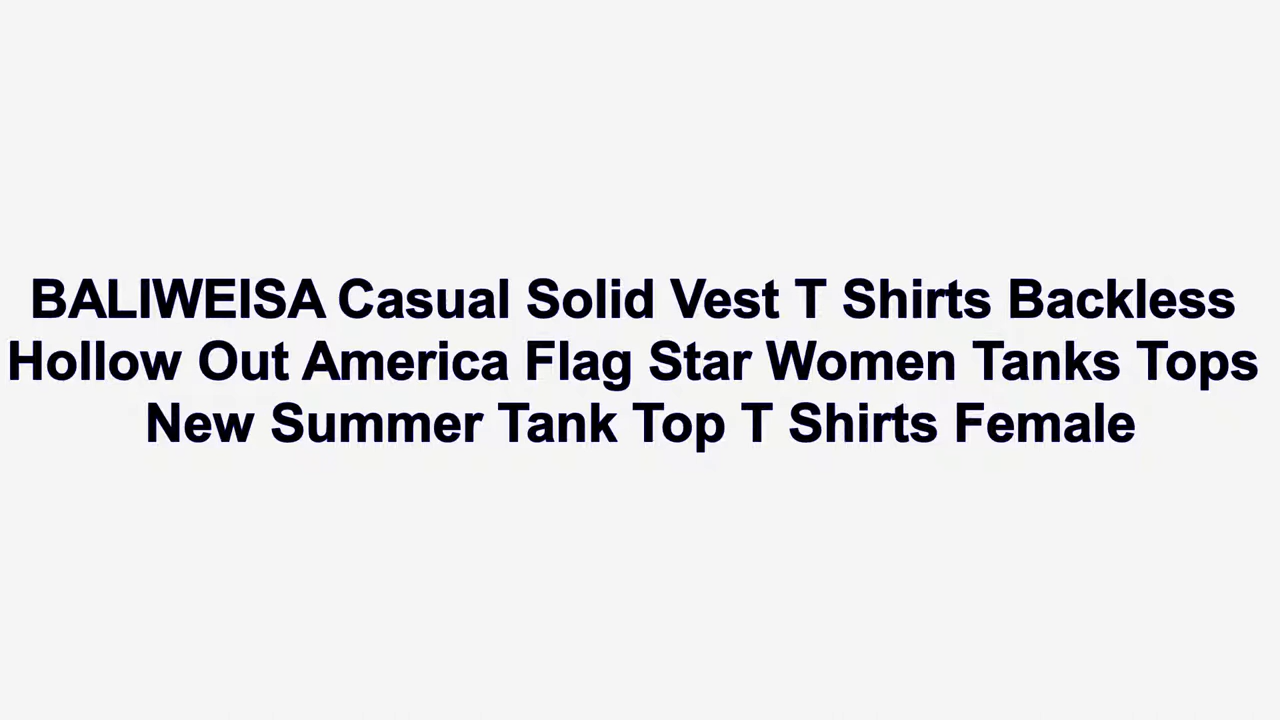 BALIWEISA Casual Solid Vest T Shirts Backless
Hollow Out America Flag Star Women Tanks Tops
New Summer Tank Top T Shirts Female